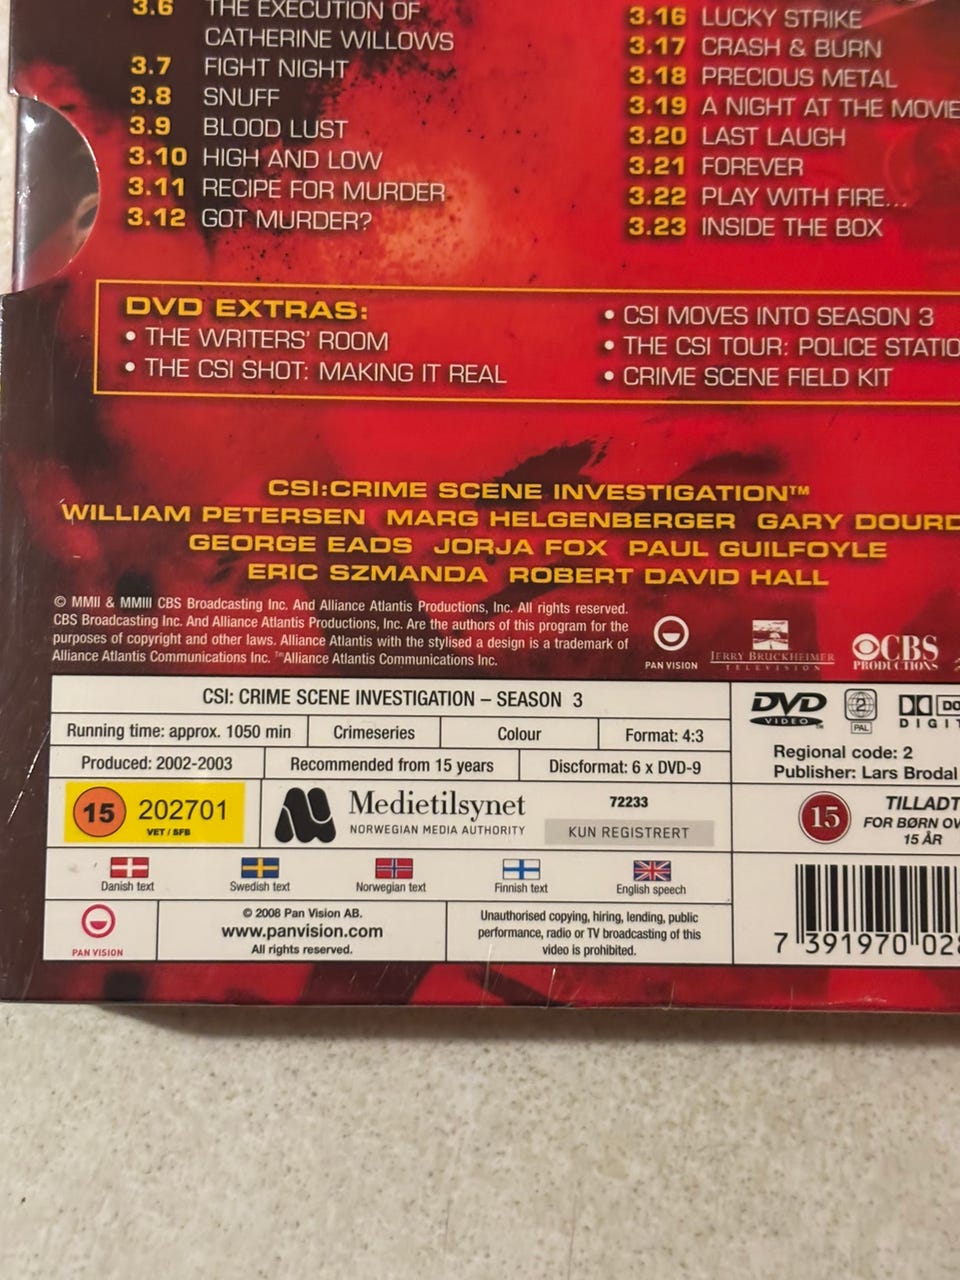 3.6 THE EXECUTION OF
CATHERINE WILLOWS
3.7 FIGHT NIGHT
3.8 SNUFF
3.9 BLOOD LUST
3.10 HIGH AND LOW
3.11 RECIPE FOR MURDER
3.12 GOT MURDER?
3.16 LUCKY STRIKE
3.17 CRASH & BURN
3.18 PRECIOUS METAL
3.19 A NIGHT AT THE MOVIE
3.20 LAST LAUGH
3.21 FOREVER
3.22 PLAY WITH FIRE...
3.23 INSIDE THE BOX
DVD EXTRAS:
• THE WRITERS' ROOM
• THE CSI SHOT: MAKING IT REAL
• CSI MOVES INTO SEASON 3
• THE CSI TOUR: POLICE STATIO
• CRIME SCENE FIELD KIT
CSI:CRIME SCENE INVESTIGATION™
WILLIAM PETERSEN MARG HELGENBERGER GARY DOURD
GEORGE EADS JORJA FOX PAUL GUILFOYLE
ERIC SZMANDA ROBERT DAVID HALL
© MMII & MMIII CBS Broadcasting Inc. And Alliance Atlantis Productions, Inc. All rights reserved.
CBS Broadcasting Inc. And Alliance Atlantis Productions, Inc. Are the authors of this program for the
purposes of copyright and other laws. Alliance Atlantis with the stylised a design is a trademark of
Alliance Atlantis Communications Inc. ™Alliance Atlantis Communications Inc.
PAN VISION
JERRY BRUCKHEIMER
TELEVISION
CBS
PRODUCTIONS
CSI: CRIME SCENE INVESTIGATION – SEASON 3
Running time: approx. 1050 min
Crimeseries
Colour
Format: 4:3
Produced: 2002-2003
Recommended from 15 years
Discformat: 6 x DVD-9
DVD
VIDEO
2
PAL
DO
DIGIT
Regional code: 2
Publisher: Lars Brodal
15 202701
VET / SFB
Medietilsynet
NORWEGIAN MEDIA AUTHORITY
72233
KUN REGISTRERT
15
TILLADT
FOR BØRN OV
15 ÅR
Danish text
Swedish text
Norwegian text
Finnish text
English speech
PAN VISION
© 2008 Pan Vision AB.
www.panvision.com
All rights reserved.
Unauthorised copying, hiring, lending, public
performance, radio or TV broadcasting of this
video is prohibited.
7 391970 02